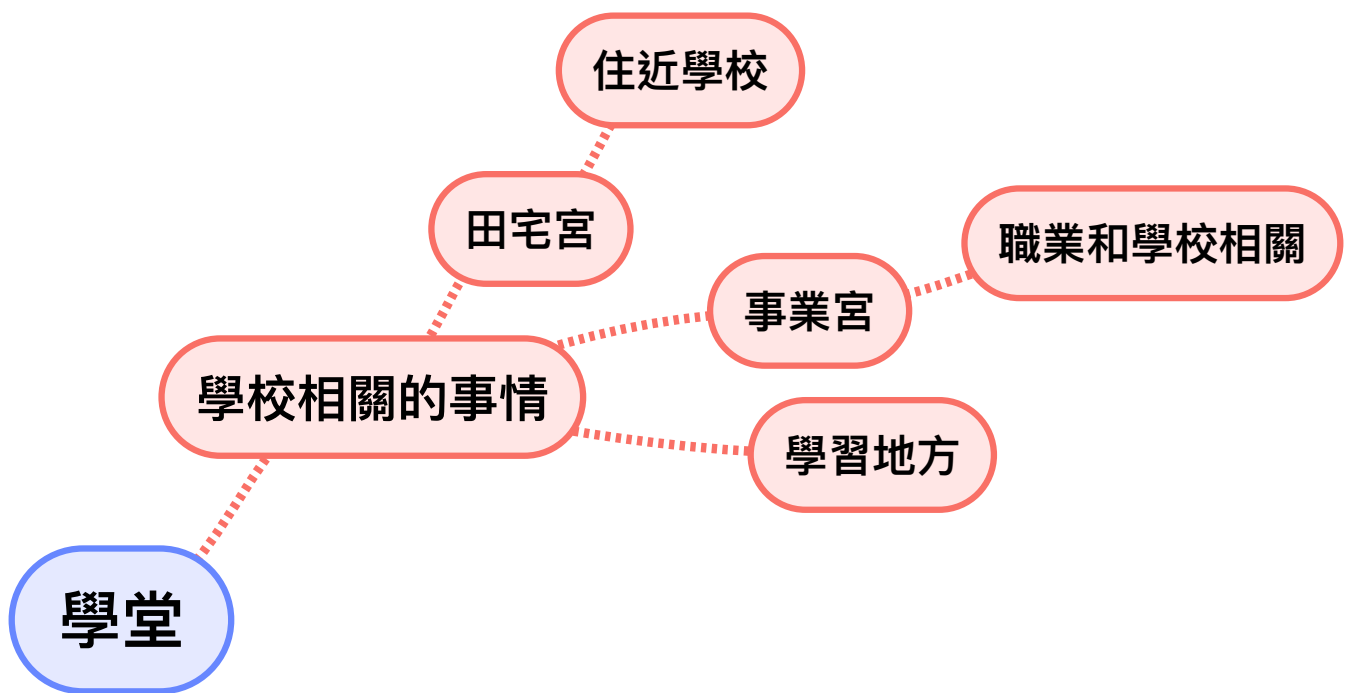 住近學校
田宅宮
職業和學校相關
事業宮
學校相關的事情
學習地方
學堂